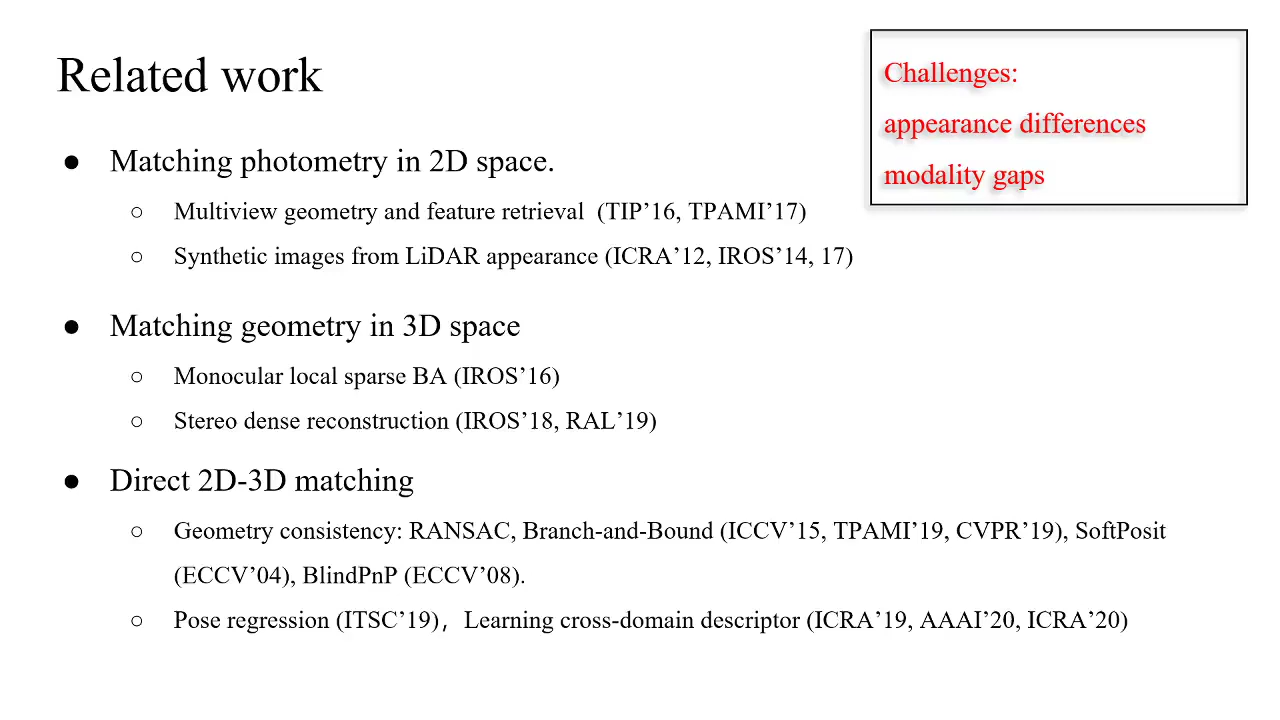 Related work
Challenges:
appearance differences
modality gaps
● Matching photometry in 2D space.
○ Multiview geometry and feature retrieval (TIP’16, TPAMI’17)
○ Synthetic images from LiDAR appearance (ICRA’12, IROS’14, 17)
● Matching geometry in 3D space
○ Monocular local sparse BA (IROS’16)
○ Stereo dense reconstruction (IROS’18, RAL’19)
● Direct 2D-3D matching
○ Geometry consistency: RANSAC, Branch-and-Bound (ICCV’15, TPAMI’19, CVPR’19), SoftPosit
(ECCV’04), BlindPnP (ECCV’08).
○ Pose regression (ITSC’19)，Learning cross-domain descriptor (ICRA’19, AAAI’20, ICRA’20)